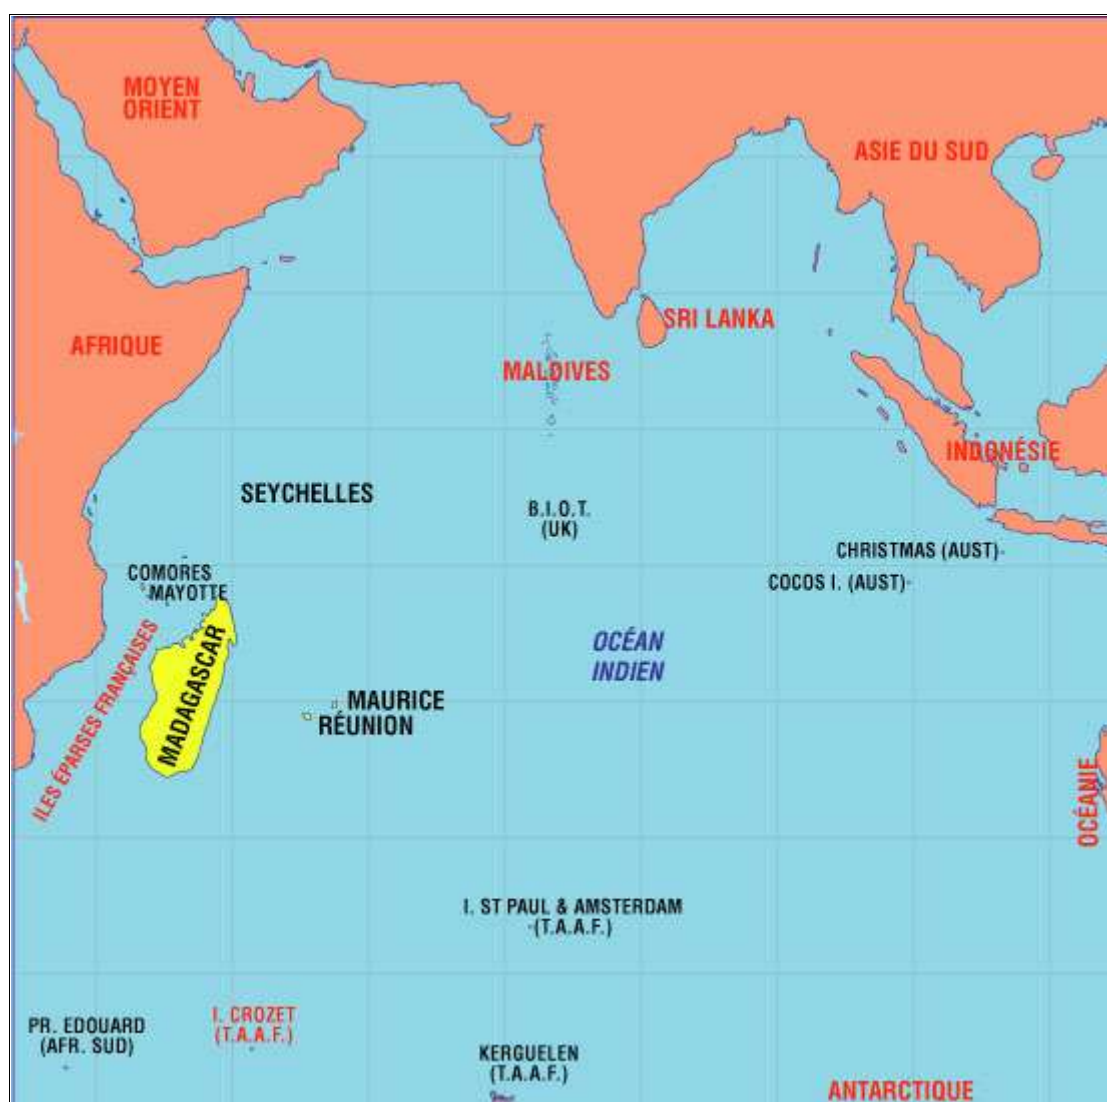 MOYEN
ORIENT
ASIE DU SUD
SRI LANKA
AFRIQUE
MALDIVES
INDONÉSIE
SEYCHELLES
B.I.O.T.
(UK)
CHRISTMAS (AUST)
COMORES
COCOS I. (AUST)
MAYOTTE
OCÉAN
INDIEN
ILES ÉPARSES FRANÇAISES
MADAGASCAR
MAURICE
RÉUNION
OCÉANIE
I. ST PAUL & AMSTERDAM
(T.A.A.F.)
I. CROZET
(T.A.A.F.)
PR. EDOUARD
(AFR. SUD)
KERGUELEN
(T.A.A.F.)
ANTARCTIQUE